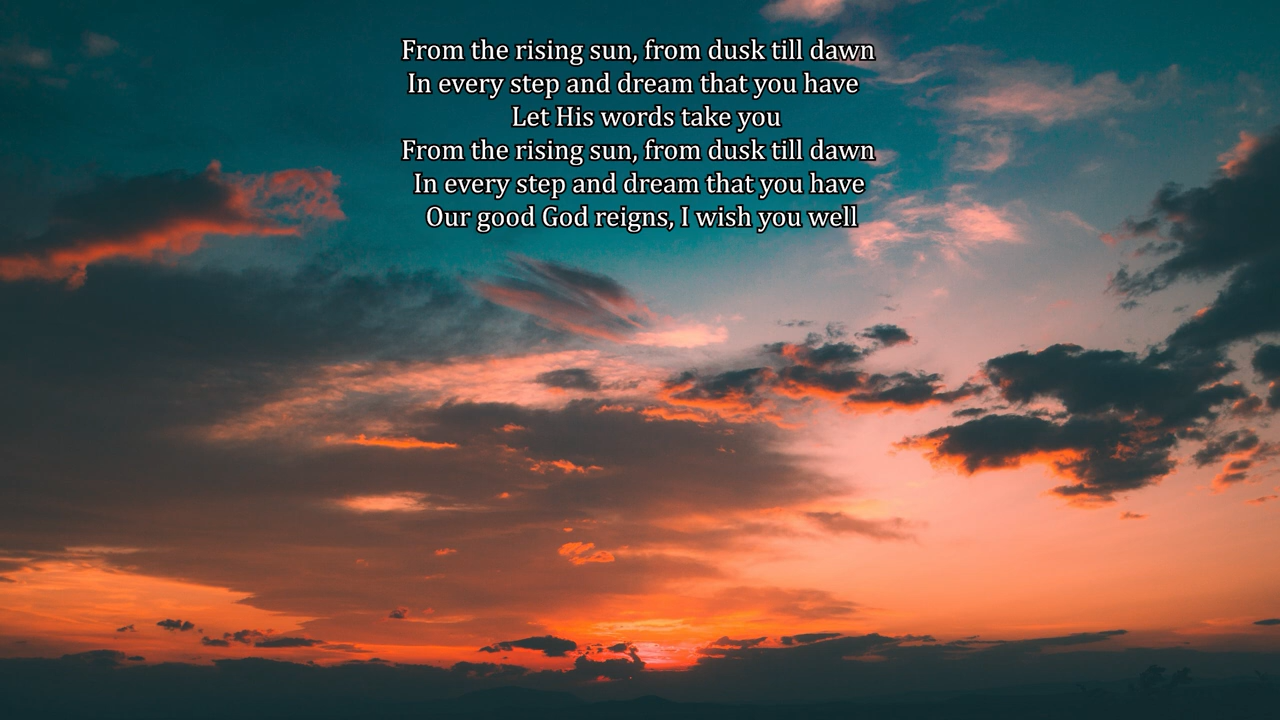 From the rising sun, from dusk till dawn
In every step and dream that you have
Let His words take you
From the rising sun, from dusk till dawn
In every step and dream that you have
Our good God reigns, I wish you well